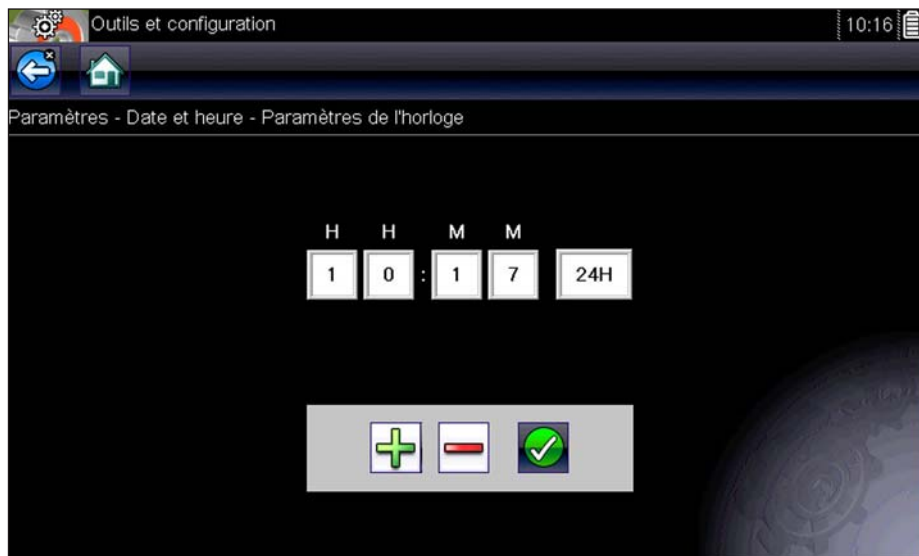 Outils et configuration 10:16
Paramètres - Date et heure - Paramètres de l'horloge
H H M M
1 0 : 1 7 24H